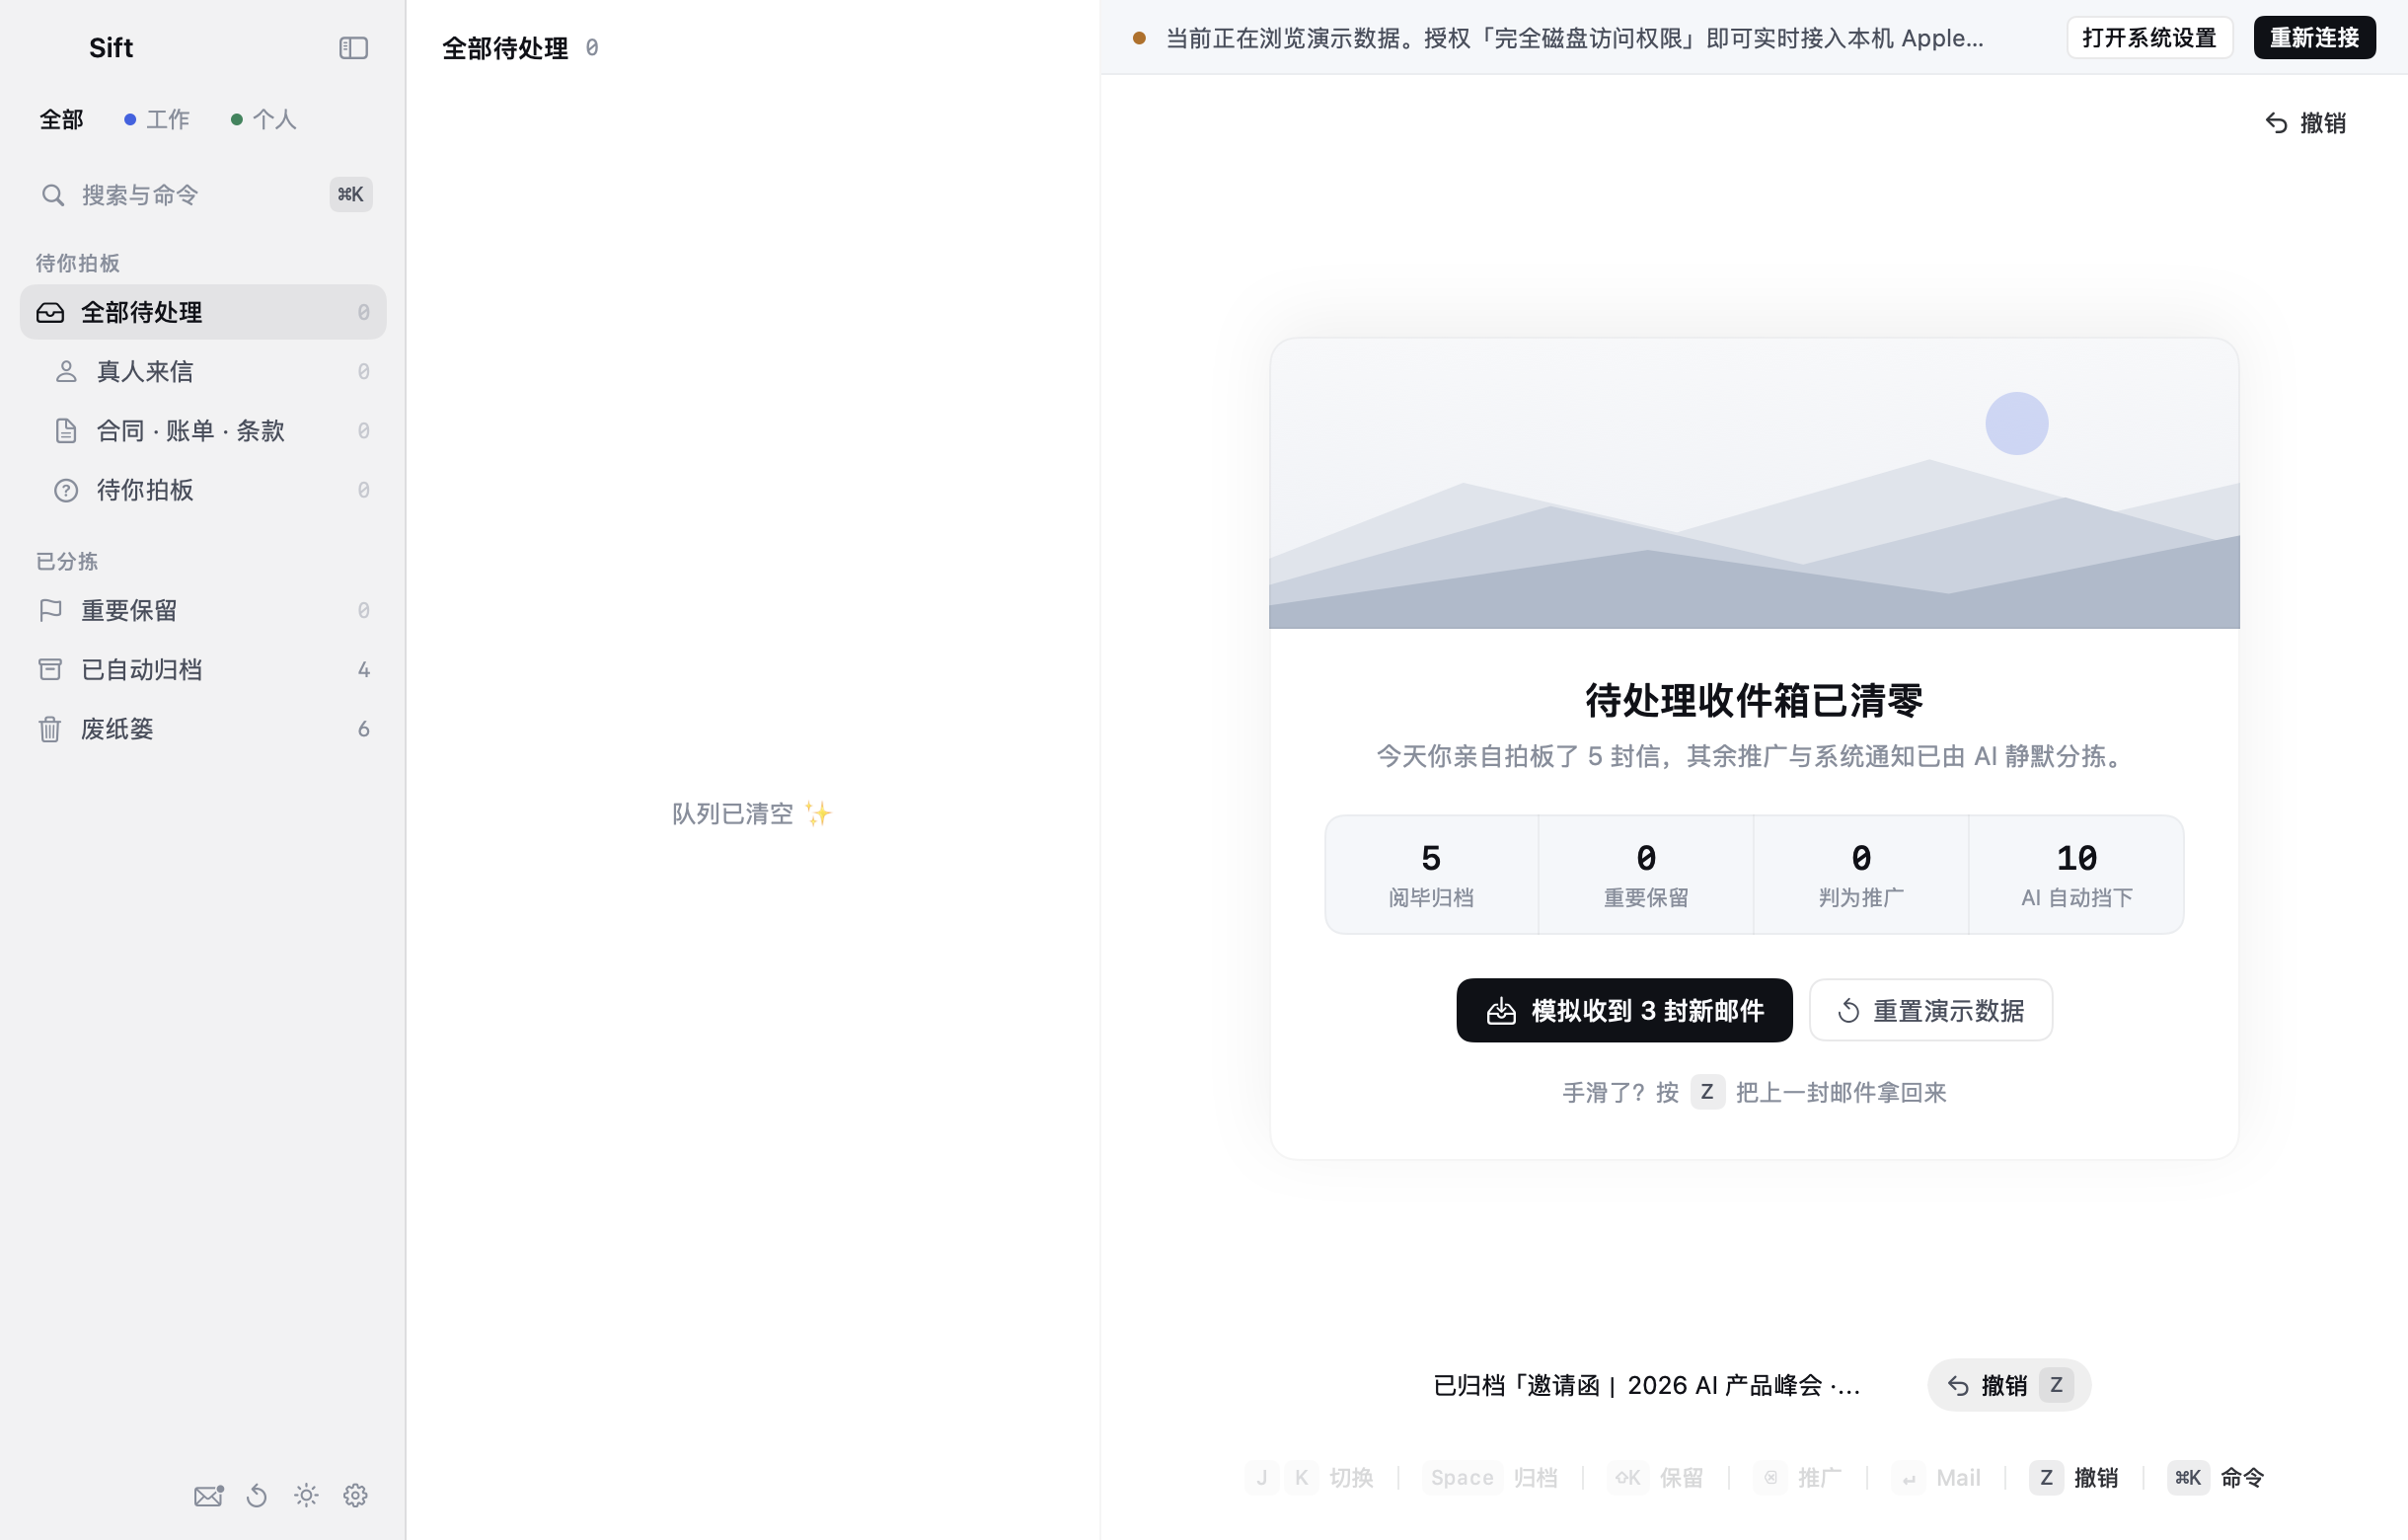 Sift
全部 工作 个人
搜索与命令 ⌘K
待你拍板
全部待处理 0
真人来信 0
合同 · 账单 · 条款 0
待你拍板 0
已分拣
重要保留 0
已自动归档 4
废纸篓 6
全部待处理 0
队列已清空 ✨
当前正在浏览演示数据。授权「完全磁盘访问权限」即可实时接入本机 Apple... 打开系统设置 重新连接
撤销
待处理收件箱已清零
今天你亲自拍板了 5 封信，其余推广与系统通知已由 AI 静默分拣。
5 0 0 10
阅毕归档 重要保留 判为推广 AI 自动挡下
模拟收到 3 封新邮件 重置演示数据
手滑了？按 Z 把上一封邮件拿回来
已归档「邀请函 | 2026 AI 产品峰会 ·... 撤销 Z
J K 切换 | Space 归档 | ⇧K 保留 | ⌫ 推广 | ↵ Mail | Z 撤销 | ⌘K 命令